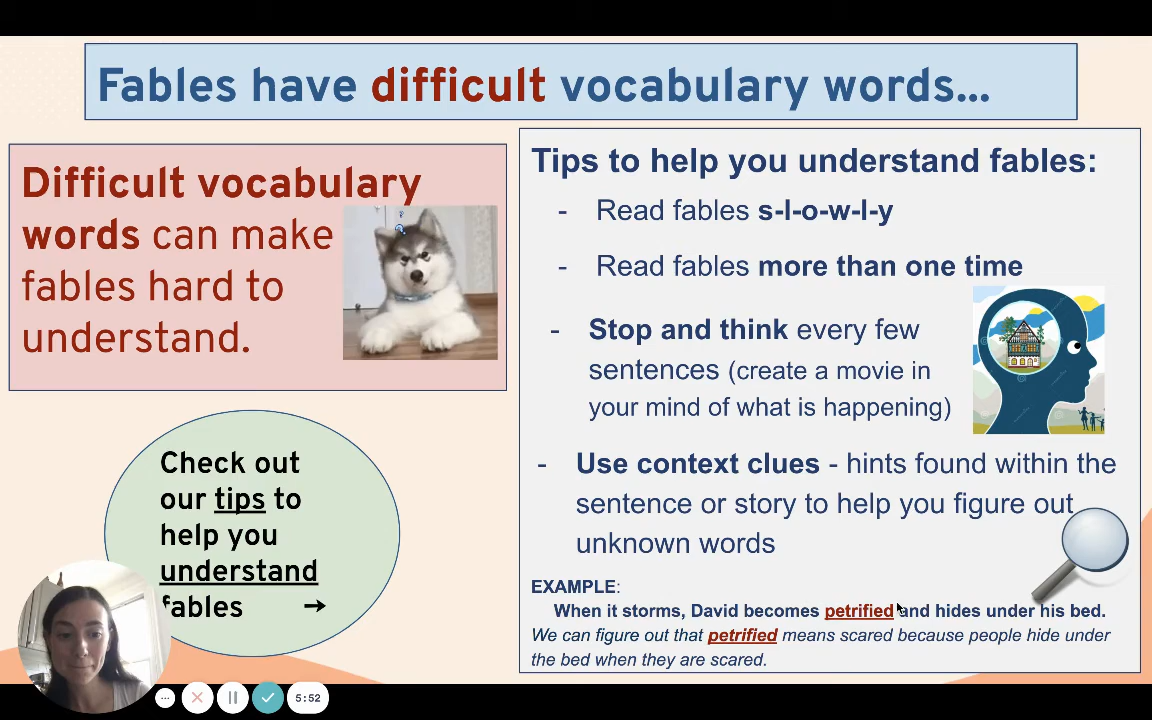 Fables have difficult vocabulary words...
Difficult vocabulary
words can make
fables hard to
understand.
Check out
our tips to
help you
understand
fables →
Tips to help you understand fables:
- Read fables s-l-o-w-l-y
- Read fables more than one time
- Stop and think every few
sentences (create a movie in
your mind of what is happening)
- Use context clues - hints found within the
sentence or story to help you figure out
unknown words
EXAMPLE:
When it storms, David becomes petrified and hides under his bed.
We can figure out that petrified means scared because people hide under
the bed when they are scared.
5:52